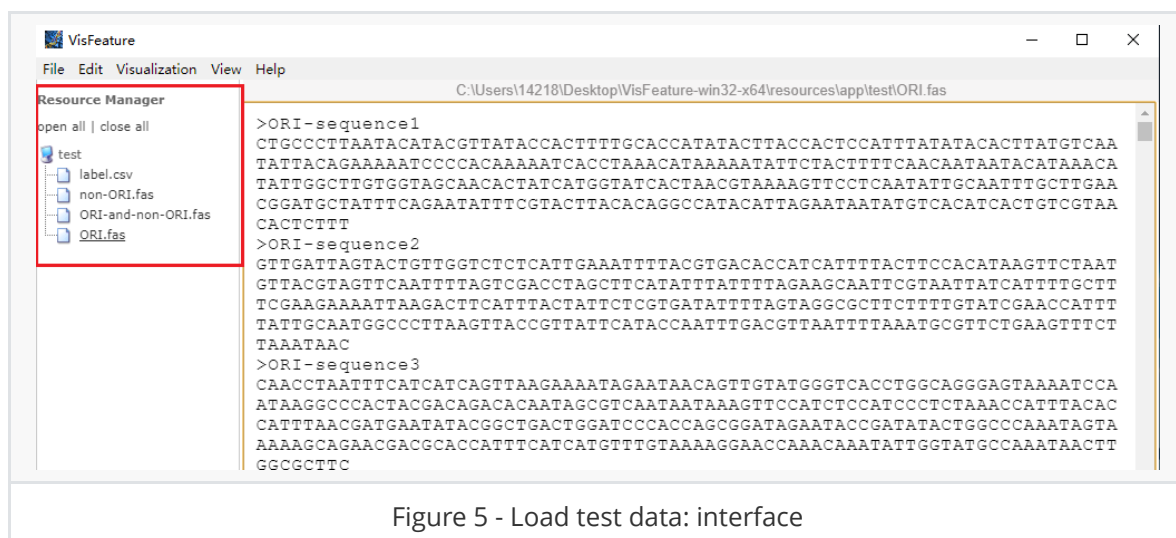 VisFeature
File Edit Visualization View Help
C:\Users\14218\Desktop\VisFeature-win32-x64\resources\app\test\ORI.fas
Resource Manager
open all | close all
test
label.csv
non-ORI.fas
ORI-and-non-ORI.fas
ORI.fas
>ORI-sequence1
CTGCCCTTAATACATACGTTATACCACTTTTGCACCATATACTTACCACTCCATTTATATACACTTATGTCAA
TATTACAGAAAAATCCCCACAAAAATCACCTAAACATAAAAATATTCTACTTTTCAACAATAATACATAAACA
TATTGGCTTGTGGTAGCAACACTATCATGGTATCACTAACGTAAAAGTTCCTCAATATTGCAATTTGCTTGAA
CGGATGCTATTTCAGAATATTTCGTACTTACACAGGCCATACATTAGAATAATATGTCACATCACTGTCGTAA
CACTCTTT
>ORI-sequence2
GTTGATTAGTACTGTTGGTCTCTCATTGAAATTTTACGTGACACCATCATTTTACTTCCACATAAGTTCTAAT
GTTACGTAGTTCAATTTTAGTCGACCTAGCTTCATATTTATTTTAGAAGCAATTCGTAATTATCATTTTGCTT
TCGAAGAAAATTAAGACTTCATTTACTATTCTCGTGATATTTTAGTAGGCGCTTCTTTTGTATCGAACCATTT
TATTGCAATGGCCCTTAAGTTACCGTTATTCATACCAATTTGACGTTAATTTTAAATGCGTTCTGAAGTTTCT
TAAATAAC
>ORI-sequence3
CAACCTAATTTCATCATCAGTTAAGAAAATAGAATAACAGTTGTATGGGTCACCTGGCAGGGAGTAAAATCCA
ATAAGGCCCACTACGACAGACACAATAGCGTCAATAATAAAGTTCCATCTCCATCCCTCTAAACCATTTACAC
CATTTAACGATGAATATACGGCTGACTGGATCCCACCAGCGGATAGAATACCGATATACTGGCCCAAATAGTA
AAAAGCAGAACGACGCACCATTTCATCATGTTTGTAAAAGGAACCAAACAAATATTGGTATGCCAAATAACTT
GGCGCTTC
Figure 5 - Load test data: interface